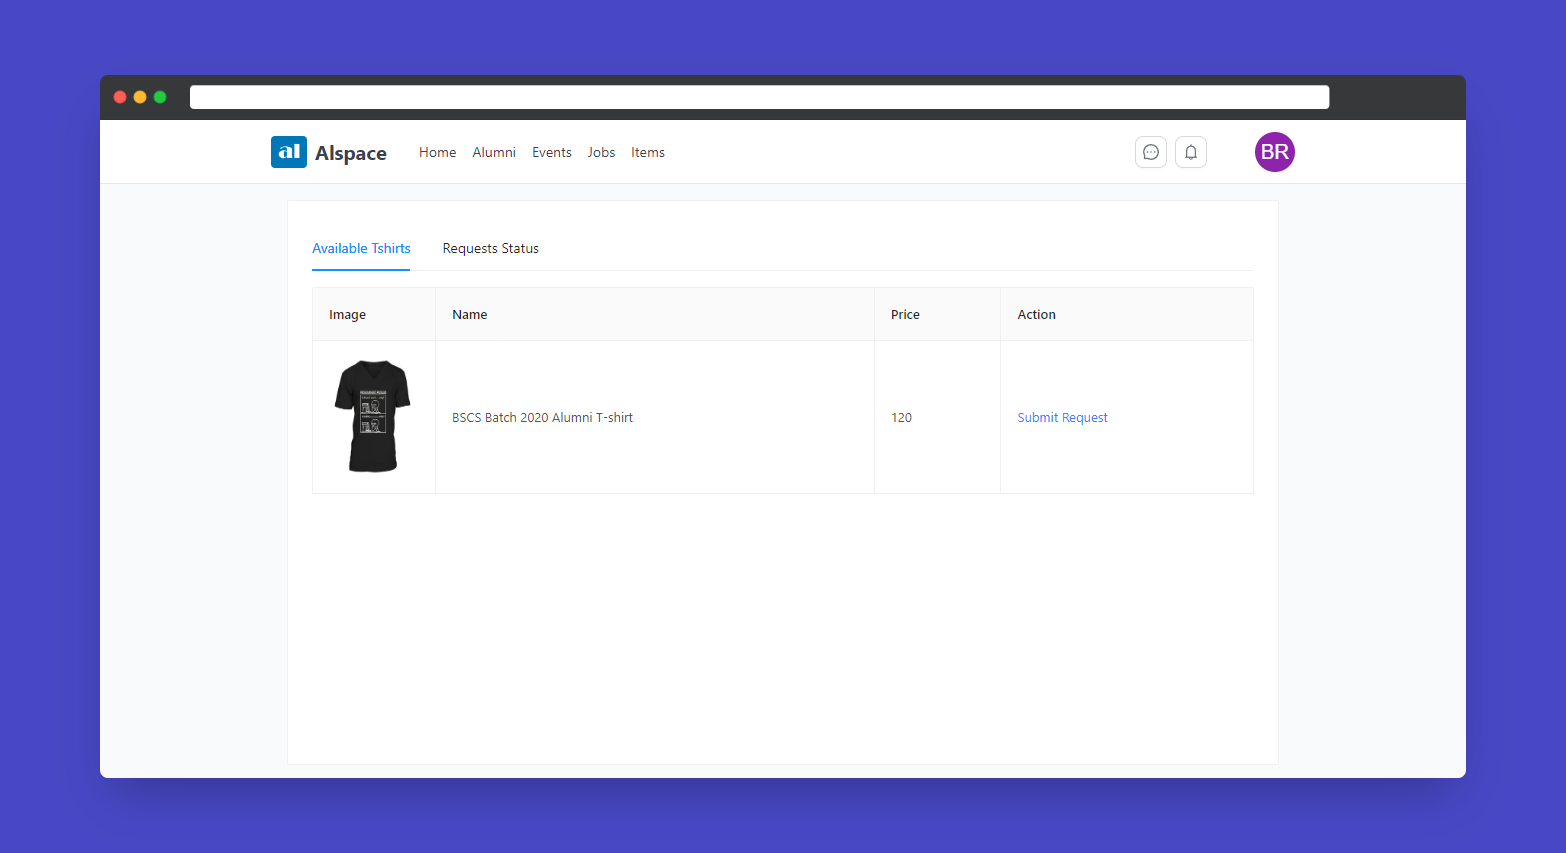 al Alspace Home Alumni Events Jobs Items BR
Available Tshirts Requests Status
Image Name Price Action
BSCS Batch 2020 Alumni T-shirt 120 Submit Request